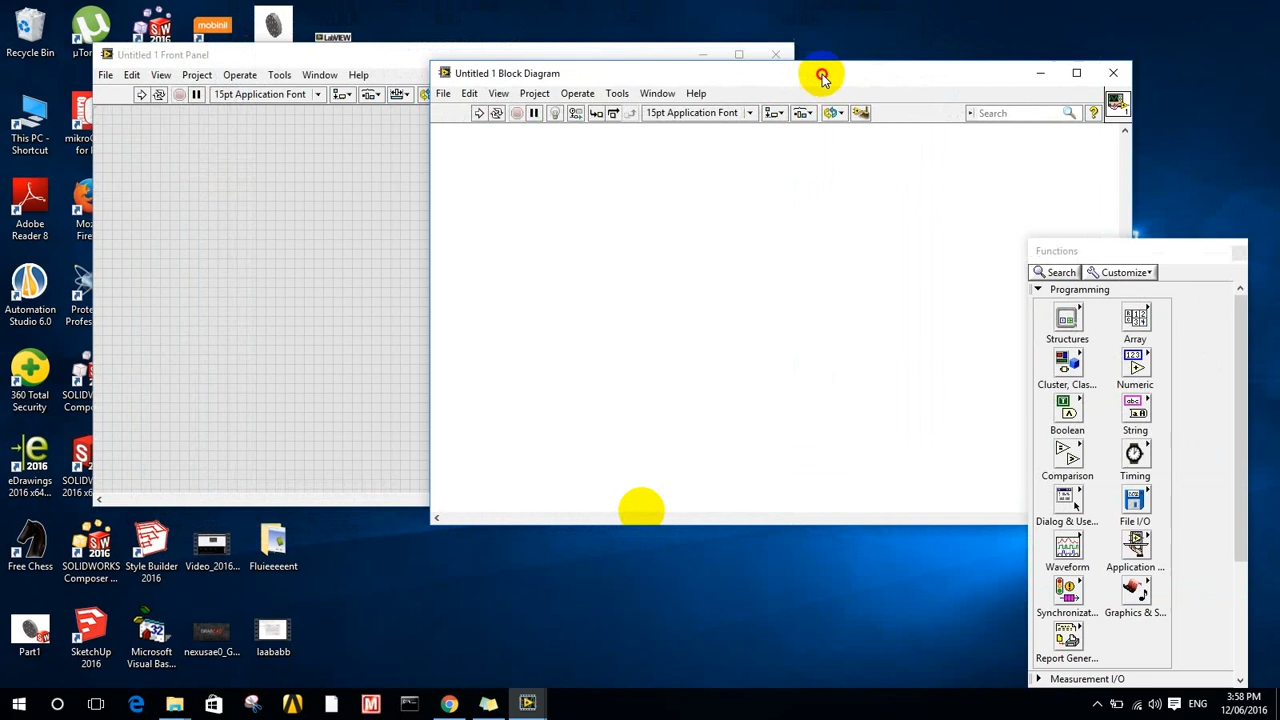 Recycle Bin
mobinil
LabVIEW
This PC -
Shortcut
Adobe
Reader 8
Automation
Studio 6.0
360 Total
Security
eDrawings
2016 x64...
Free Chess
SOLIDWORKS
Composer ...
Style Builder
2016
Video_2016...
Fluieeeeent
Part1
SketchUp
2016
Microsoft
Visual Bas...
nexusae0_G...
laababb
Untitled 1 Front Panel
File Edit View Project Operate Tools Window Help
15pt Application Font
Untitled 1 Block Diagram
File Edit View Project Operate Tools Window Help
15pt Application Font
Search
Functions
Search Customize
Programming
Structures Array
Cluster, Clas... Numeric
Boolean String
Comparison Timing
Dialog & Use... File I/O
Waveform Application ...
Synchronizat... Graphics & S...
Report Gener...
Measurement I/O
ENG
3:58 PM
12/06/2016